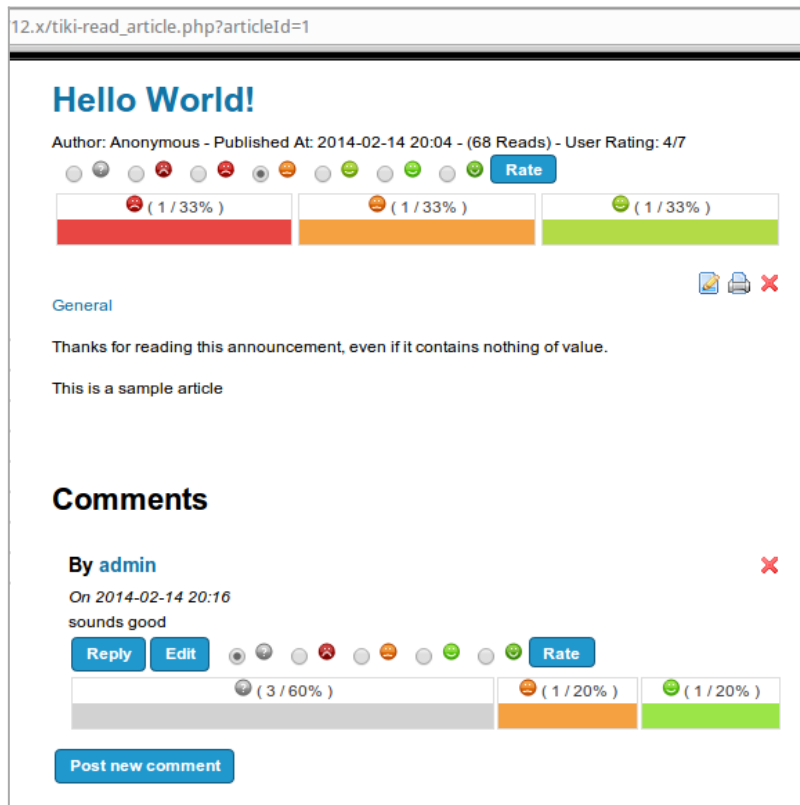 12.x/tiki-read_article.php?articleId=1
Hello World!
Author: Anonymous - Published At: 2014-02-14 20:04 - (68 Reads) - User Rating: 4/7
Rate
( 1 / 33% ) ( 1 / 33% ) ( 1 / 33% )
General
Thanks for reading this announcement, even if it contains nothing of value.
This is a sample article
Comments
By admin
On 2014-02-14 20:16
sounds good
Reply Edit Rate
( 3 / 60% ) ( 1 / 20% ) ( 1 / 20% )
Post new comment